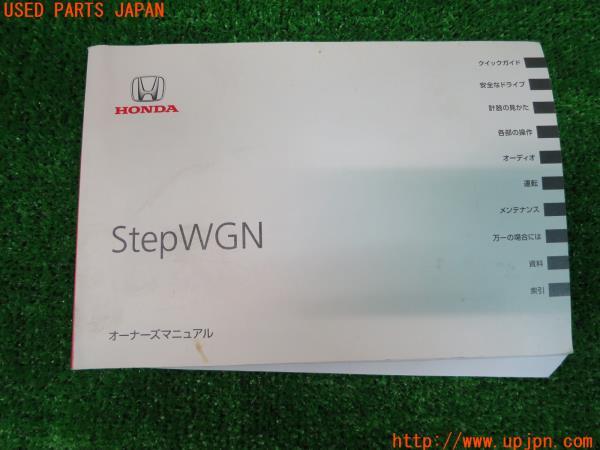 USED PARTS JAPAN
HONDA
StepWGN
オーナーズマニュアル
クイックガイド
安全なドライブ
計器の見かた
各部の操作
オーディオ
運転
メンテナンス
万一の場合には
資料
索引
http://www.upjpn.com/